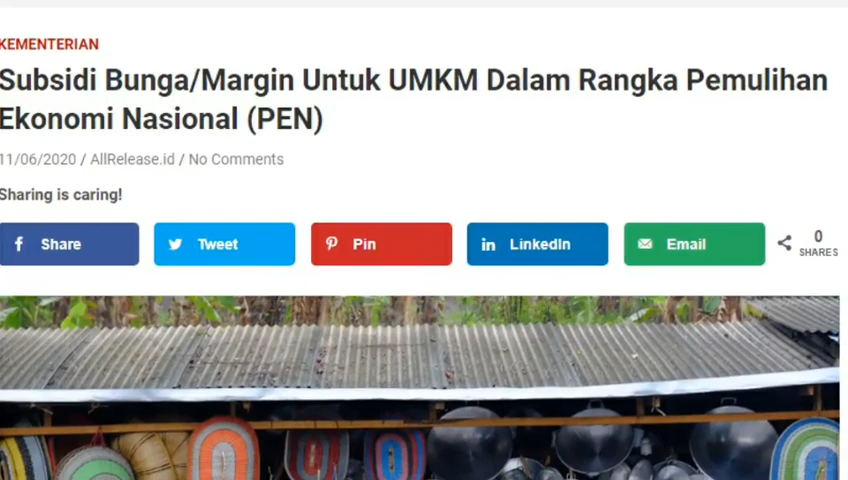 KEMENTERIAN
Subsidi Bunga/Margin Untuk UMKM Dalam Rangka Pemulihan
Ekonomi Nasional (PEN)
11/06/2020 / AllRelease.id / No Comments
Sharing is caring!
Share
Tweet
Pin
LinkedIn
Email
0
SHARES